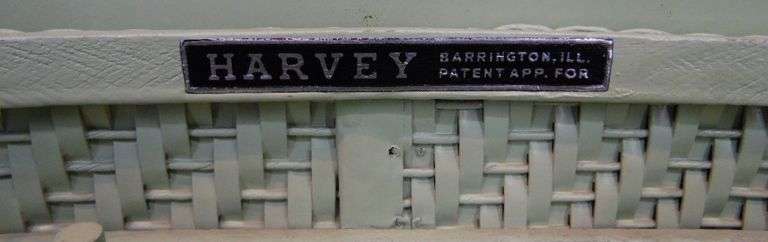 HARVEY
BARRINGTON, ILL.
PATENT APP. FOR